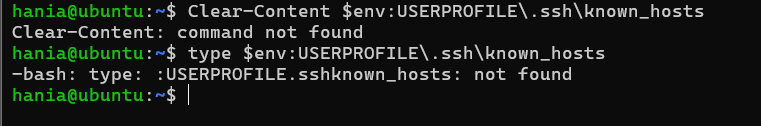 hania@ubuntu:~$ Clear-Content $env:USERPROFILE\.ssh\known_hosts
Clear-Content: command not found
hania@ubuntu:~$ type $env:USERPROFILE\.ssh\known_hosts
-bash: type: :USERPROFILE.sshknown_hosts: not found
hania@ubuntu:~$